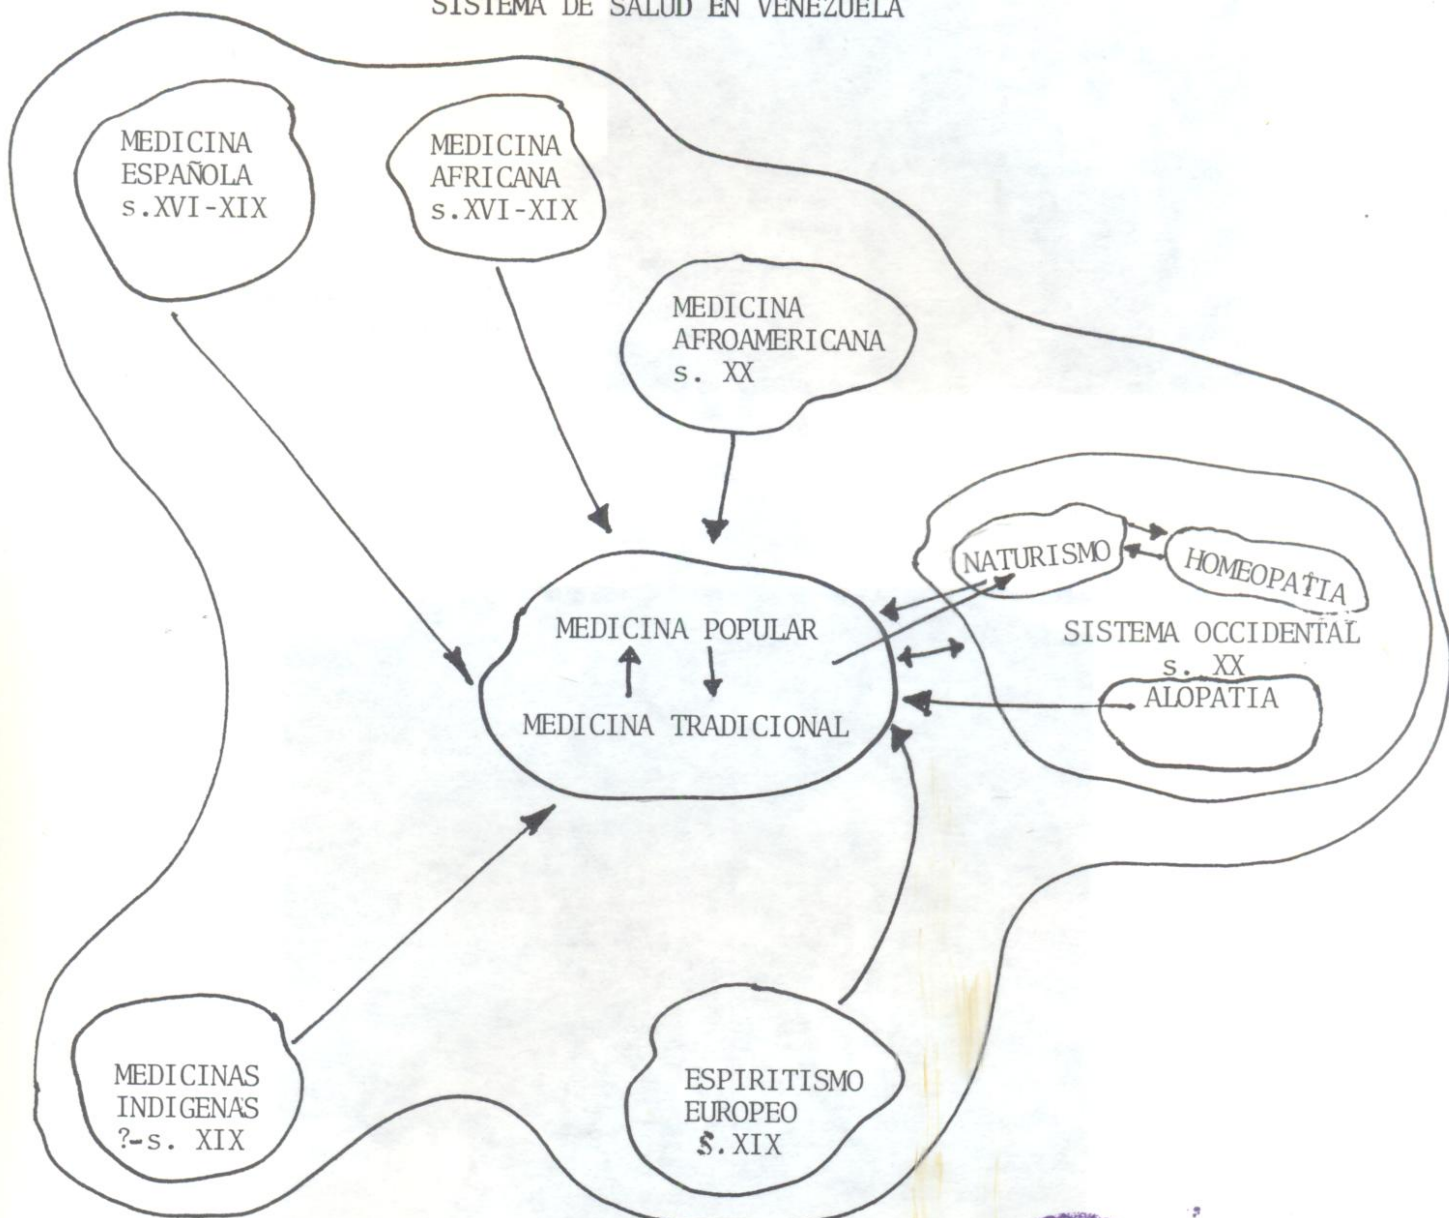 SISTEMA DE SALUD EN VENEZUELA
MEDICINA
ESPAÑOLA
s.XVI-XIX
MEDICINA
AFRICANA
s.XVI-XIX
MEDICINA
AFROAMERICANA
s. XX
NATURISMO
HOMEOPATIA
SISTEMA OCCIDENTAL
s. XX
ALOPATIA
MEDICINA POPULAR
MEDICINA TRADICIONAL
MEDICINAS
INDIGENAS
?-s. XIX
ESPIRITISMO
EUROPEO
S.XIX